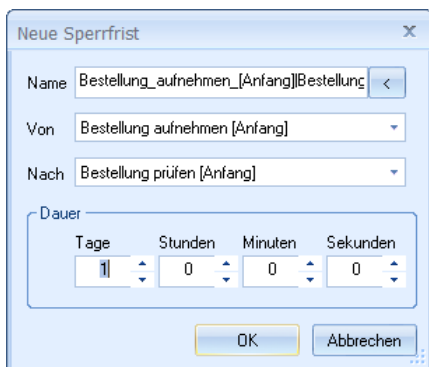 Neue Sperrfrist x
Name Bestellung_aufnehmen_[Anfang]|Bestellung <
Von Bestellung aufnehmen [Anfang]
Nach Bestellung prüfen [Anfang]
Dauer
Tage Stunden Minuten Sekunden
1 0 0 0
OK Abbrechen